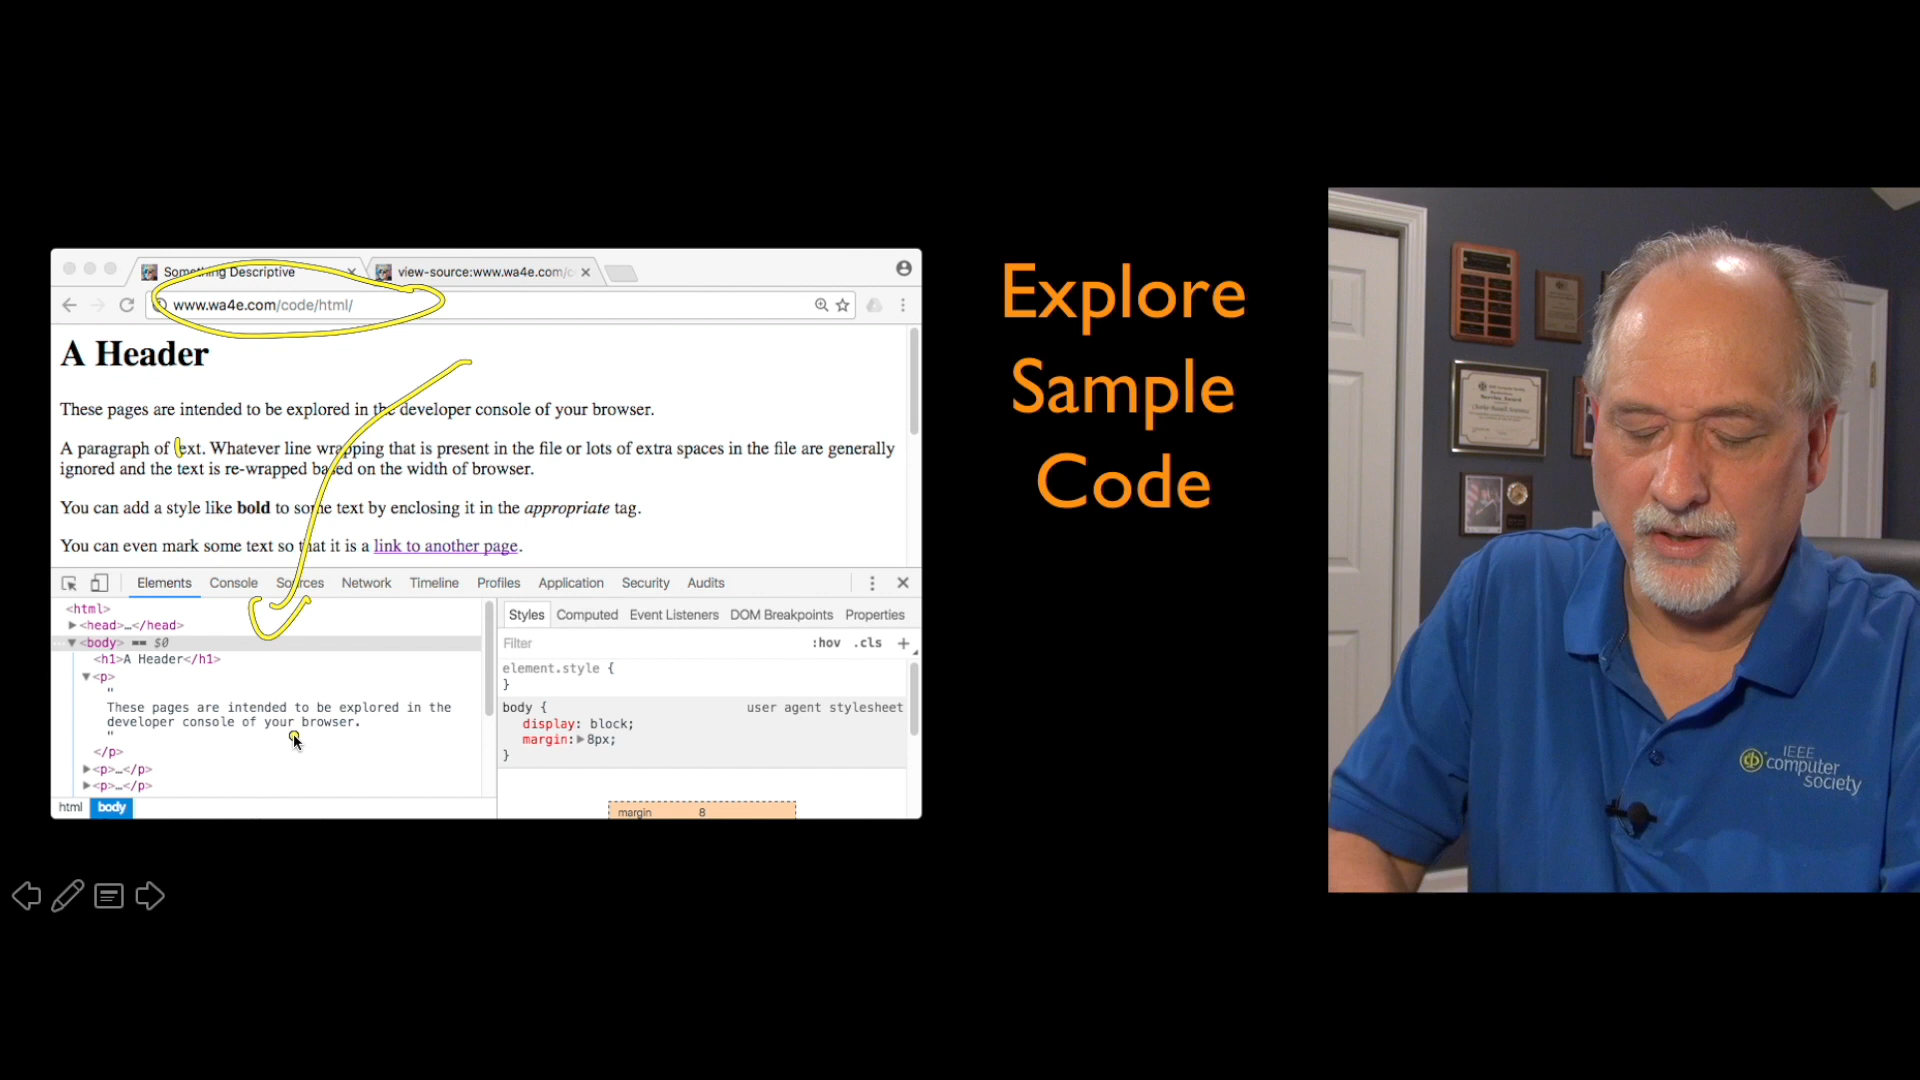 Something Descriptive
view-source:www.wa4e.com/c
www.wa4e.com/code/html/
A Header
These pages are intended to be explored in the developer console of your browser.
A paragraph of text. Whatever line wrapping that is present in the file or lots of extra spaces in the file are generally
ignored and the text is re-wrapped based on the width of browser.
You can add a style like bold to some text by enclosing it in the appropriate tag.
You can even mark some text so that it is a link to another page.
Elements Console Sources Network Timeline Profiles Application Security Audits
<html>
<head>…</head>
<body> == $0
<h1>A Header</h1>
<p>
"
These pages are intended to be explored in the
developer console of your browser.
"
</p>
<p>…</p>
<p>…</p>
html body
Styles Computed Event Listeners DOM Breakpoints Properties
Filter :hov .cls +
element.style {
}
body { user agent stylesheet
display: block;
margin: 8px;
}
margin 8
Explore
Sample
Code
IEEE
computer
society